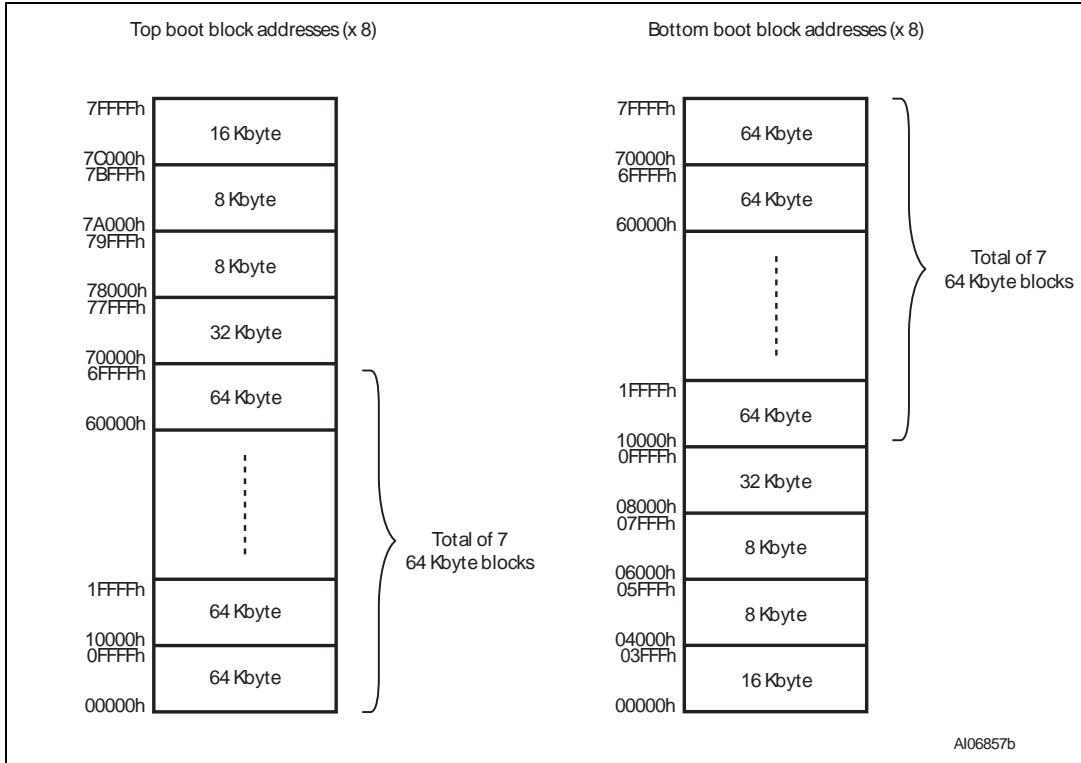 Top boot block addresses (x 8)
7FFFFh
16 Kbyte
7C000h
7BFFFh
8 Kbyte
7A000h
79FFFh
8 Kbyte
78000h
77FFFh
32 Kbyte
70000h
6FFFFh
64 Kbyte
60000h
Total of 7
64 Kbyte blocks
1FFFFh
64 Kbyte
10000h
0FFFFh
64 Kbyte
00000h
Bottom boot block addresses (x 8)
7FFFFh
64 Kbyte
70000h
6FFFFh
64 Kbyte
60000h
Total of 7
64 Kbyte blocks
1FFFFh
64 Kbyte
10000h
0FFFFh
32 Kbyte
08000h
07FFFh
8 Kbyte
06000h
05FFFh
8 Kbyte
04000h
03FFFh
16 Kbyte
00000h
AI06857b